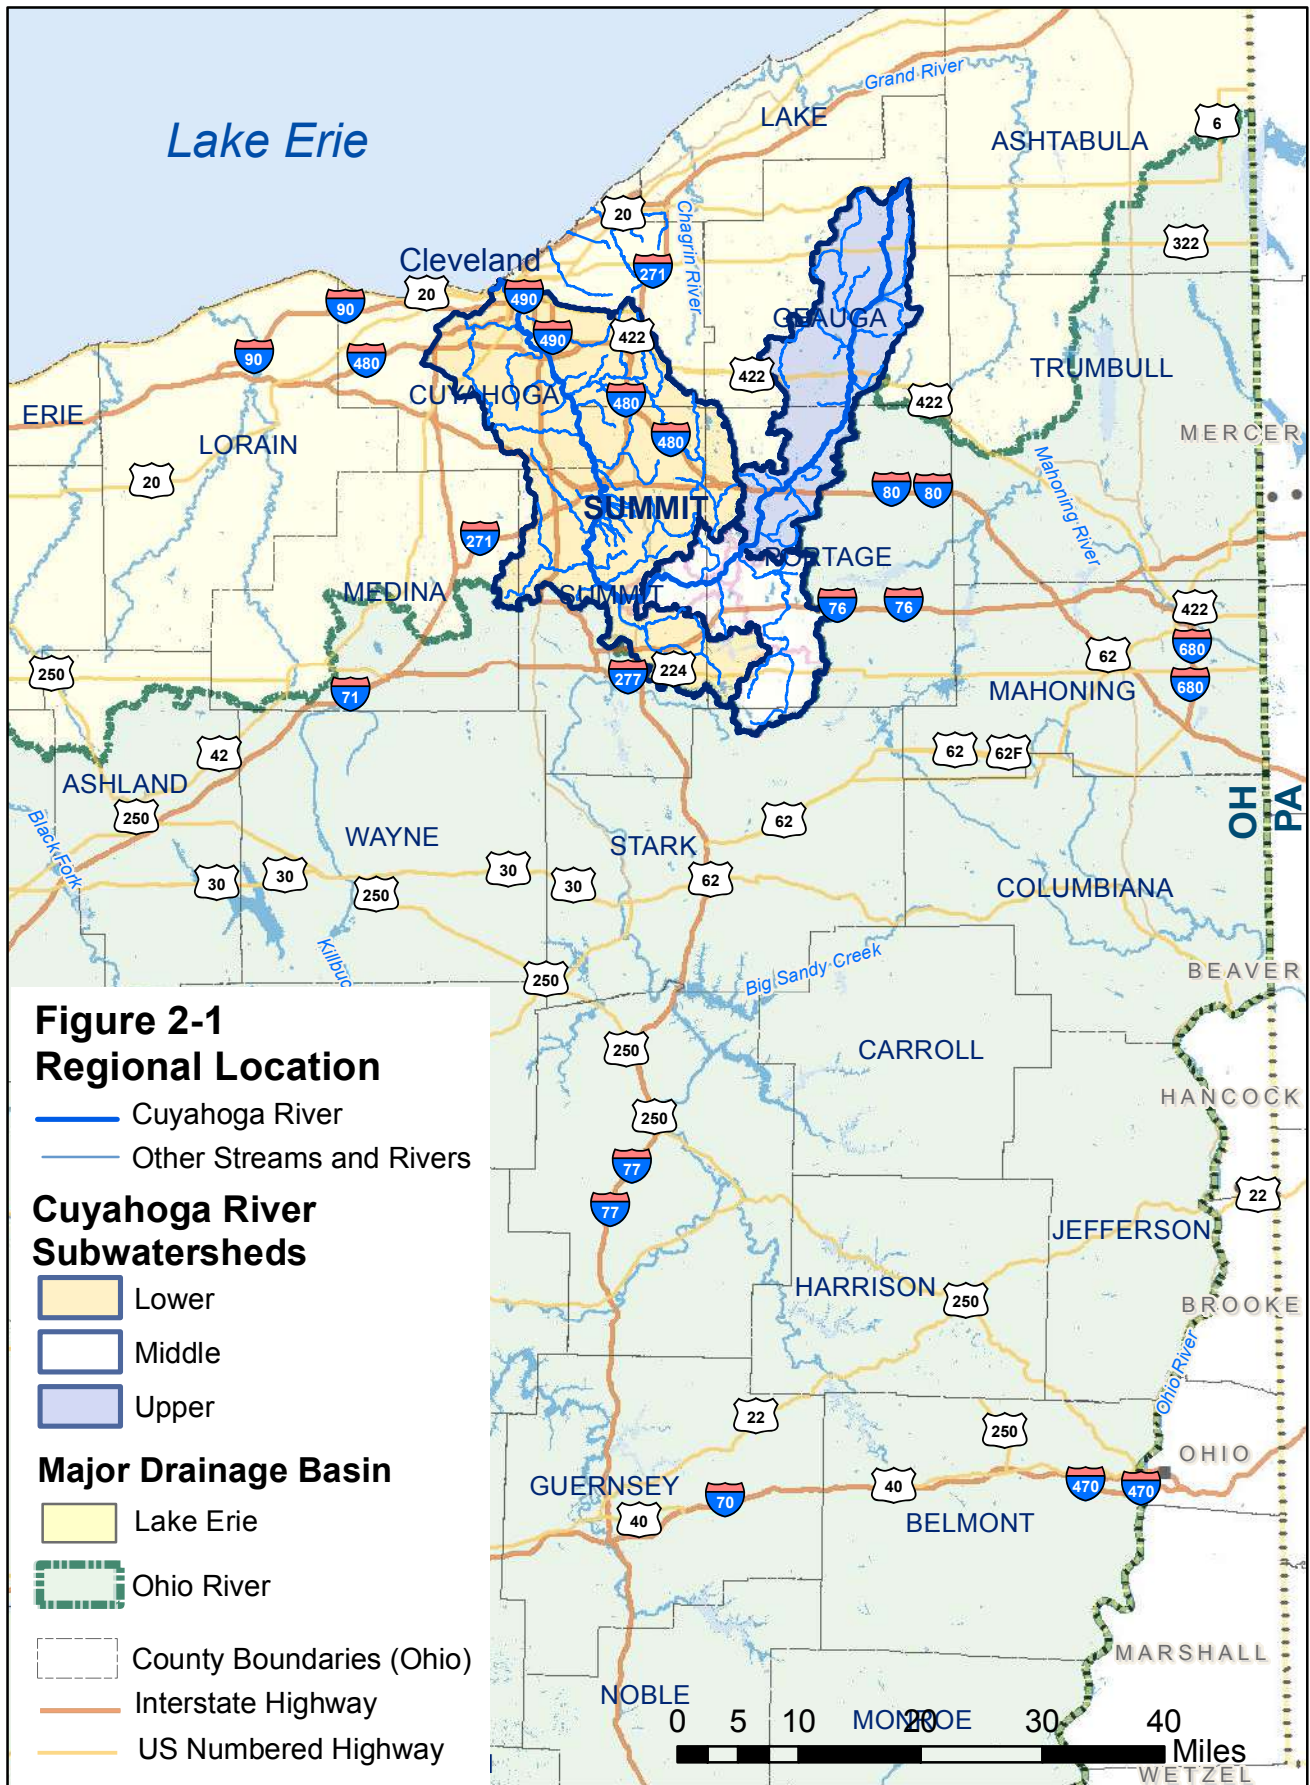 Grand River
LAKE
Lake Erie
6
ASHTABULA
20
Chagrin River
322
Cleveland
271
20
490
90
GEAUGA
490
422
90
480
TRUMBULL
422
CUYAHOGA
480
422
ERIE
MERCER
LORAIN
480
Mahoning River
20
80
80
SUMMIT
271
PORTAGE
MEDINA
SUMMIT
76
76
422
680
62
250
224
277
680
71
MAHONING
42
62
62F
ASHLAND
OH
PA
250
62
Black Fork
WAYNE
STARK
30
30
30
30
62
250
COLUMBIANA
Killbuc
Big Sandy Creek
BEAVER
250
Figure 2-1
Regional Location
250
CARROLL
Cuyahoga River
250
HANCOCK
Other Streams and Rivers
77
22
Cuyahoga River
Subwatersheds
77
JEFFERSON
Lower
HARRISON
250
BROOKE
Middle
Ohio River
Upper
22
250
OHIO
Major Drainage Basin
GUERNSEY
70
40
470
470
Lake Erie
40
BELMONT
Ohio River
County Boundaries (Ohio)
MARSHALL
Interstate Highway
NOBLE
MONROE
0 5 10 20 30 40
US Numbered Highway
Miles
WETZEL